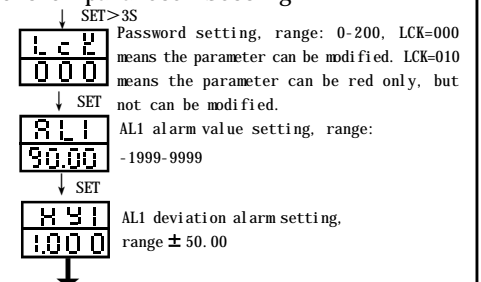 SET>3S
LcK
000
Password setting, range: 0-200, LCK=000
means the parameter can be modified. LCK=010
means the parameter can be red only, but
not can be modified.
SET
AL1
90.00
AL1 alarm value setting, range:
-1999-9999
SET
HY1
1.000
AL1 deviation alarm setting,
range ± 50.00